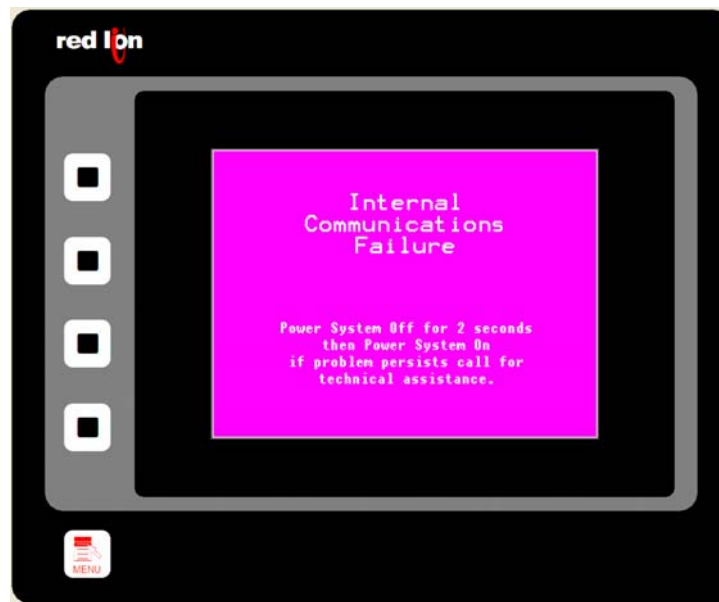 red lion
Internal
Communications
Failure
Power System Off for 2 seconds
then Power System On
if problem persists call for
technical assistance.
MENU